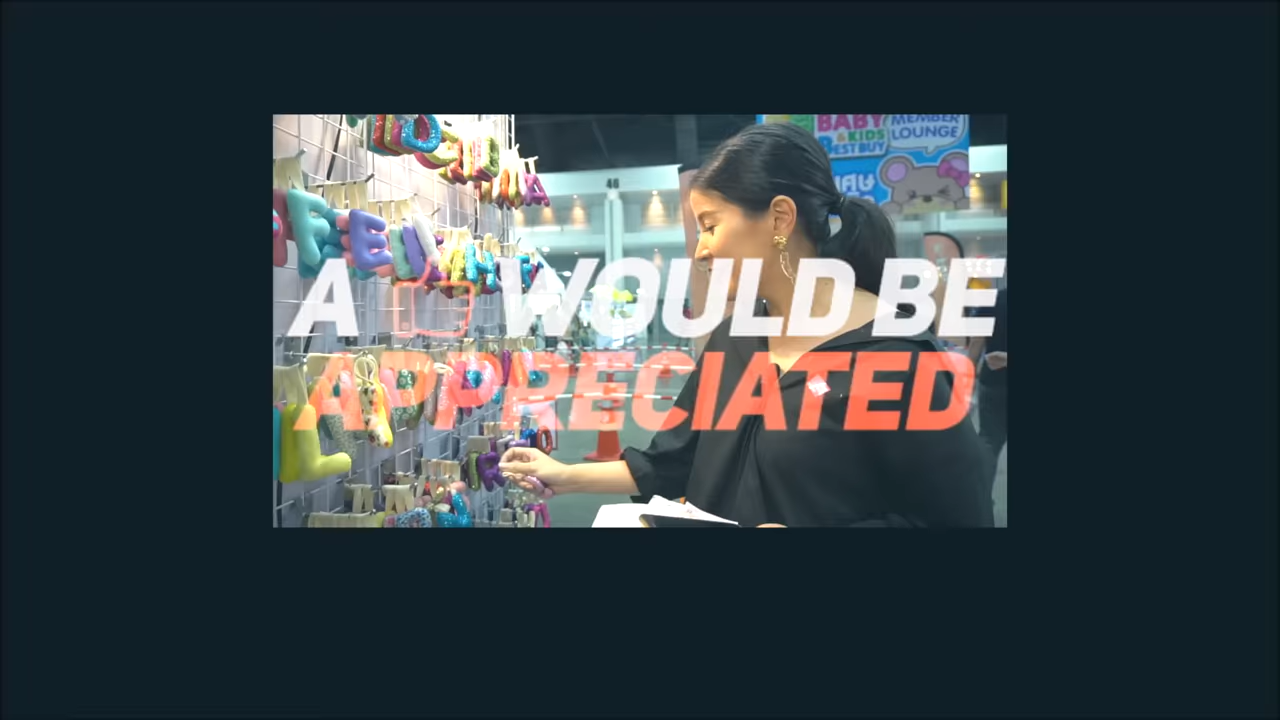 BABY
& KIDS
BEST BUY
MEMBER
LOUNGE
A WOULD BE
APPRECIATED